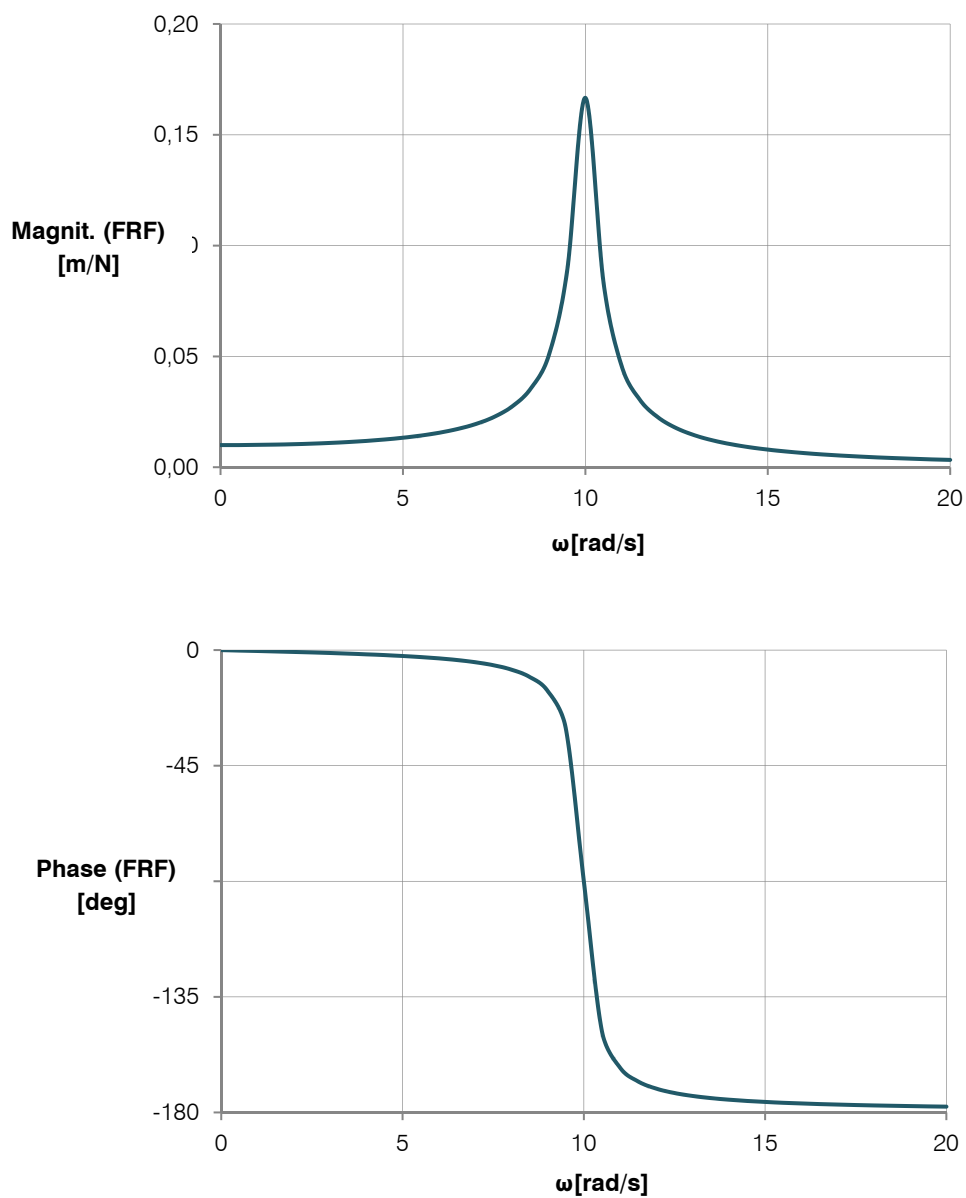 0,20
0,15
Magnit. (FRF)
[m/N]
0,05
0,00
0 5 10 15 20
ω[rad/s]
0
-45
Phase (FRF)
[deg]
-135
-180
0 5 10 15 20
ω[rad/s]